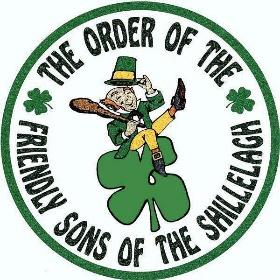 THE ORDER OF THE
FRIENDLY SONS OF THE SHILLELAGH